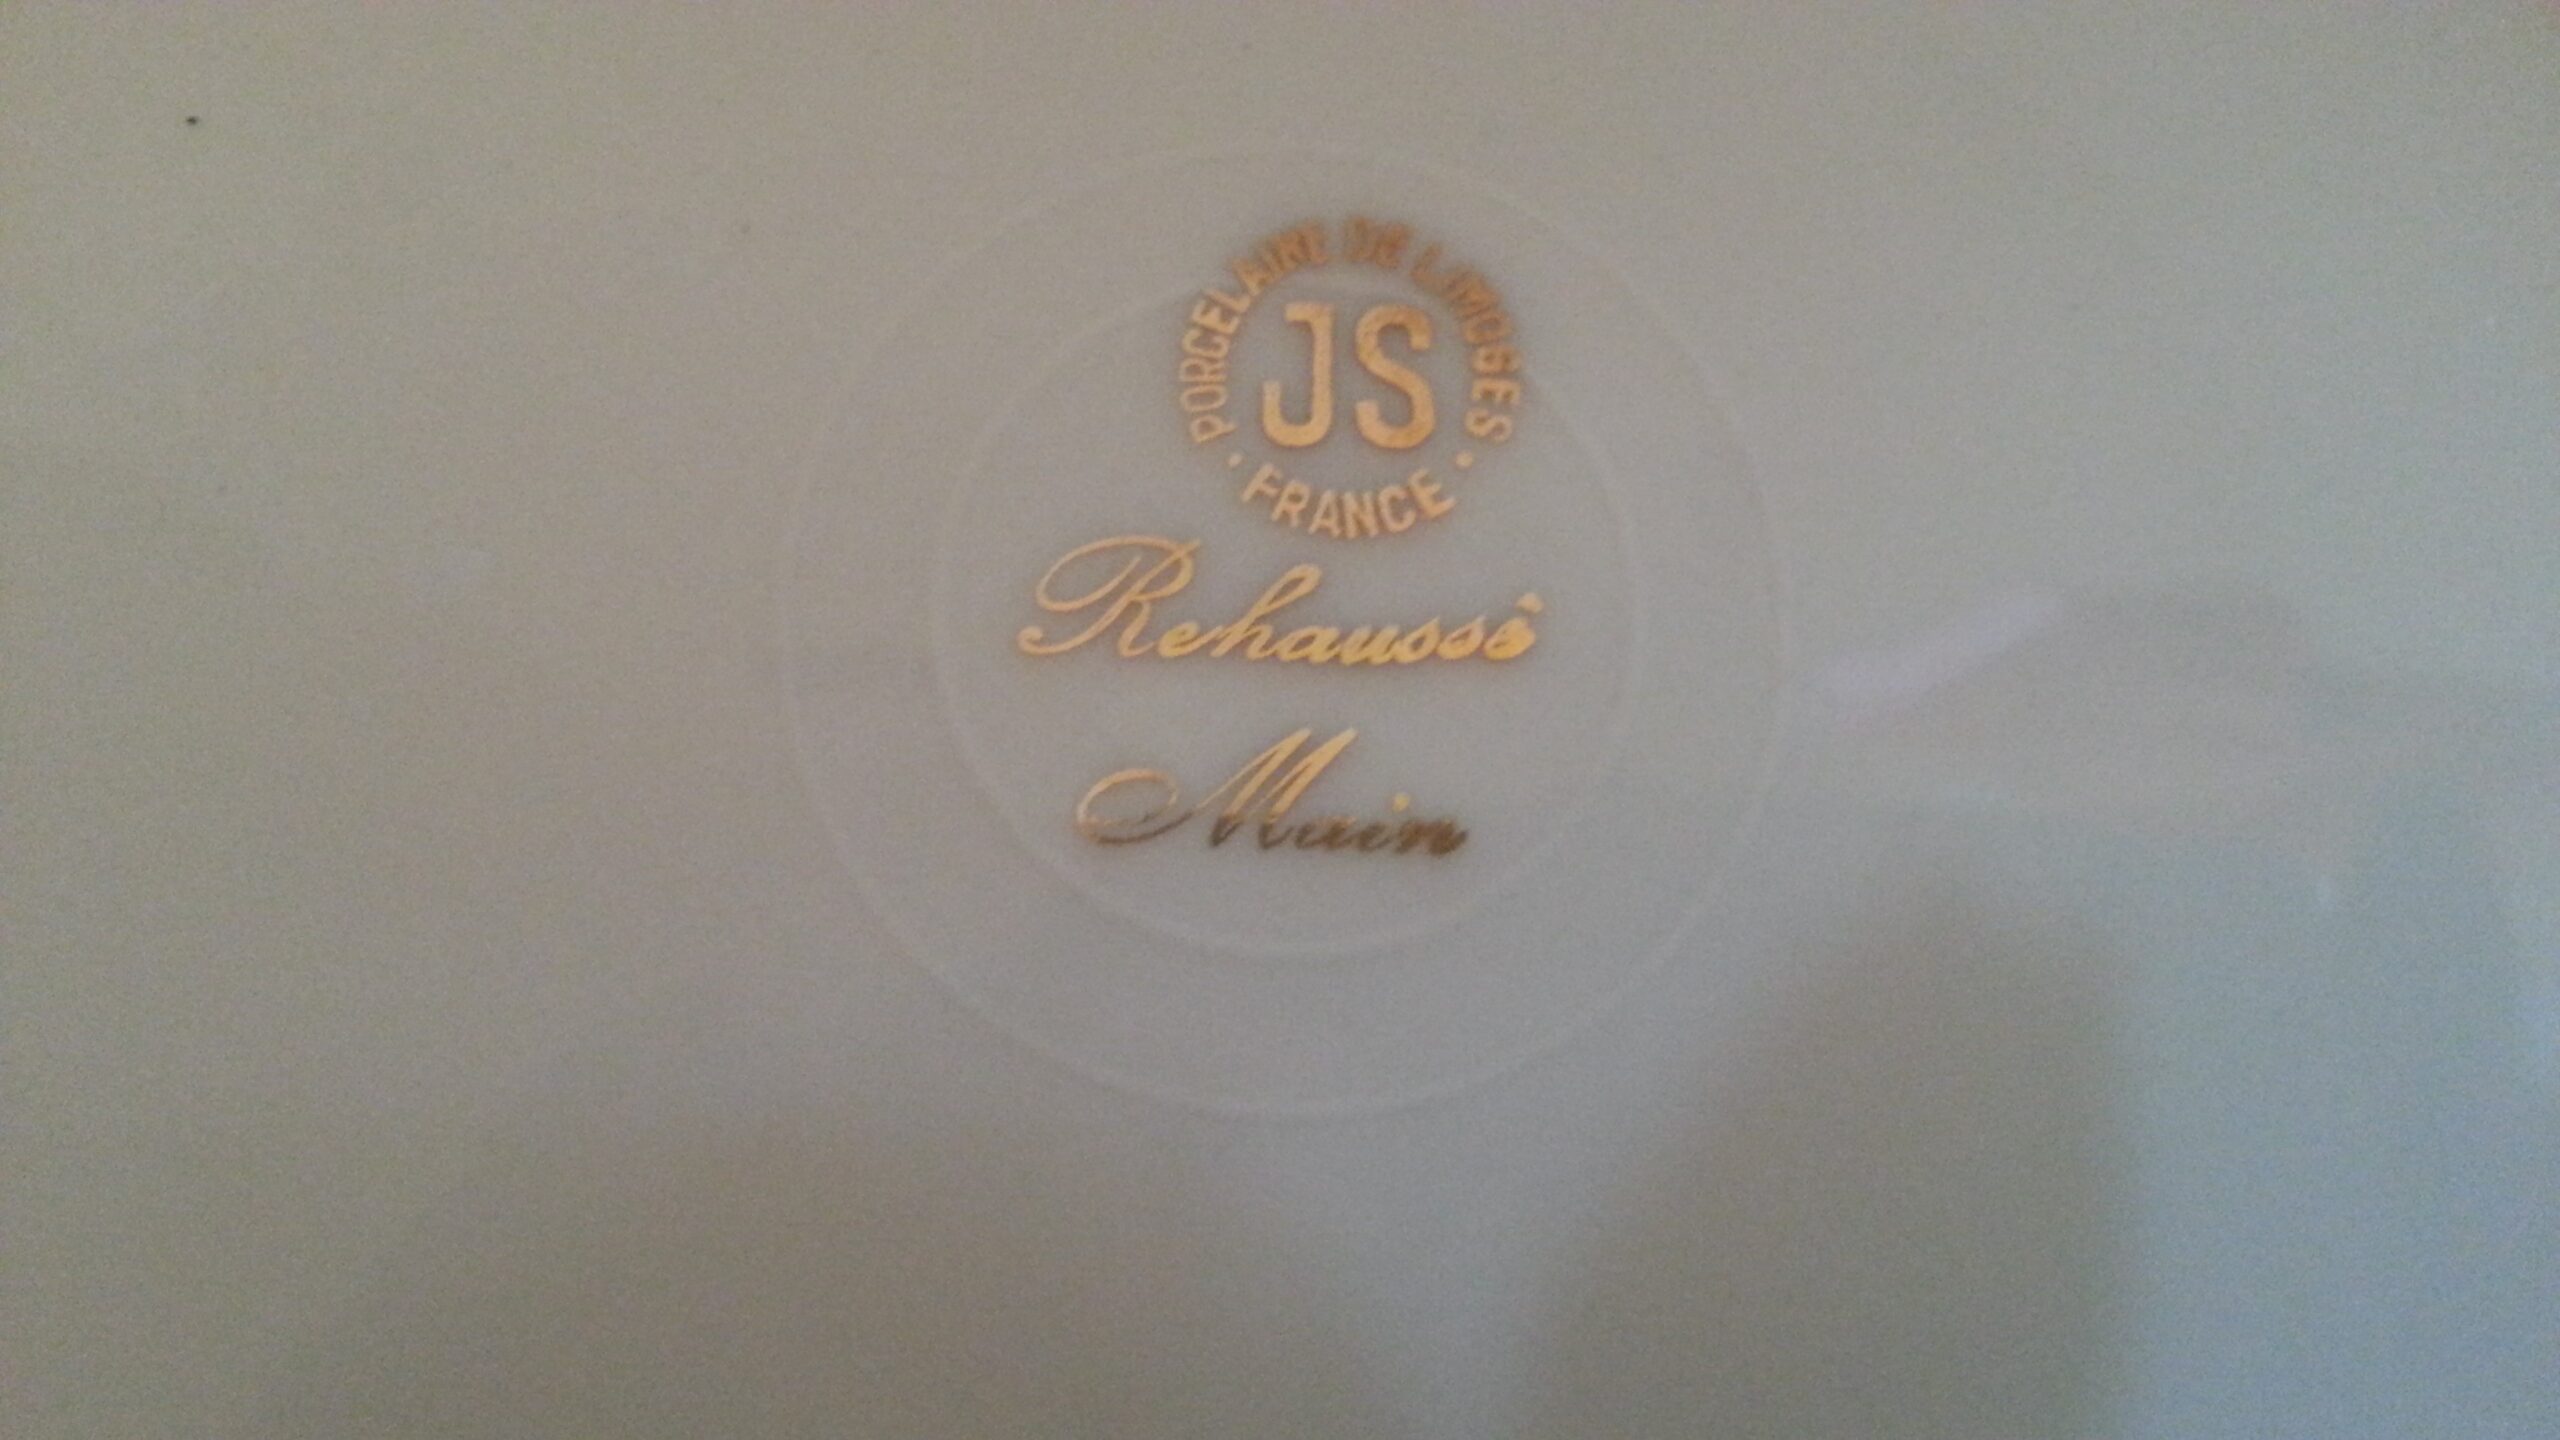 PORCELAINE DE LIMOGES
JS
• FRANCE •
Rehaussé
Main